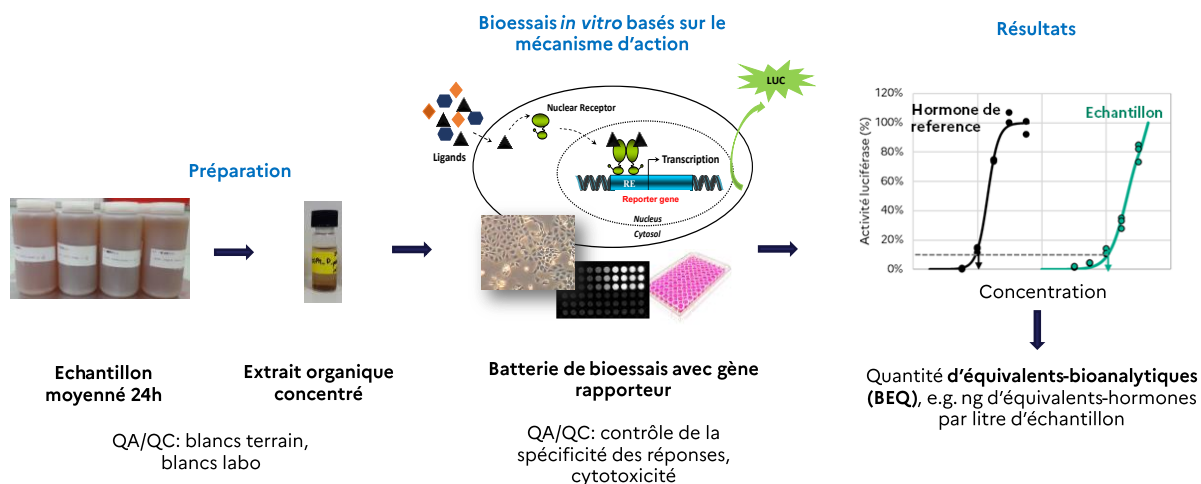 Préparation
Echantillon
moyenné 24h
Extrait organique
concentré
QA/QC: blancs terrain,
blancs labo
Bioessais in vitro basés sur le
mécanisme d'action
LUC
Ligands
Nuclear Receptor
Transcription
RE
Reporter gene
Nucleus
Cytosol
Batterie de bioessais avec gène
rapporteur
QA/QC: contrôle de la
spécificité des réponses,
cytotoxicité
Résultats
120%
100%
80%
60%
40%
20%
0%
Activité luciférase (%)
Hormone de
reference
Echantillon
Concentration
Quantité d'équivalents-bioanalytiques
(BEQ), e.g. ng d'équivalents-hormones
par litre d'échantillon